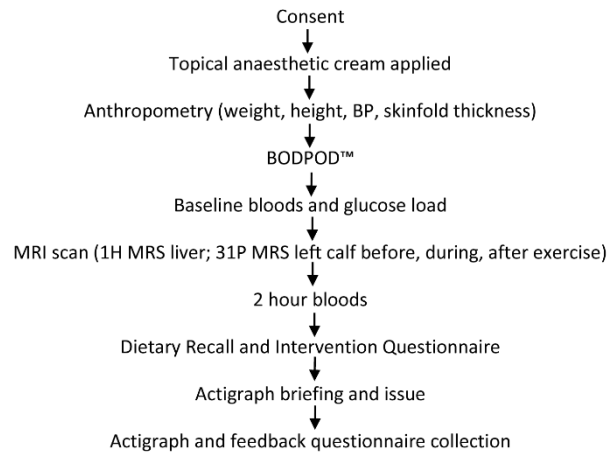 Consent
Topical anaesthetic cream applied
Anthropometry (weight, height, BP, skinfold thickness)
BODPOD™
Baseline bloods and glucose load
MRI scan (1H MRS liver; 31P MRS left calf before, during, after exercise)
2 hour bloods
Dietary Recall and Intervention Questionnaire
Actigraph briefing and issue
Actigraph and feedback questionnaire collection